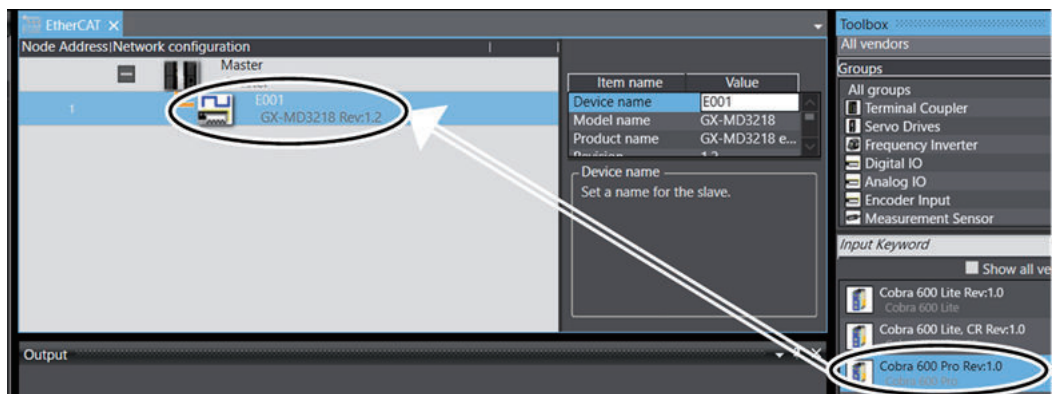 EtherCAT
Node Address|Network configuration
Master
1
E001
GX-MD3218 Rev:1.2
Item name Value
Device name E001
Model name GX-MD3218
Product name GX-MD3218 e...
Revision 1.2
Device name
Set a name for the slave.
Output
Toolbox
All vendors
Groups
All groups
Terminal Coupler
Servo Drives
Frequency Inverter
Digital IO
Analog IO
Encoder Input
Measurement Sensor
Input Keyword
Show all ve
Cobra 600 Lite Rev:1.0
Cobra 600 Lite
Cobra 600 Lite, CR Rev:1.0
Cobra 600 Pro Rev:1.0
Cobra 600 Pro